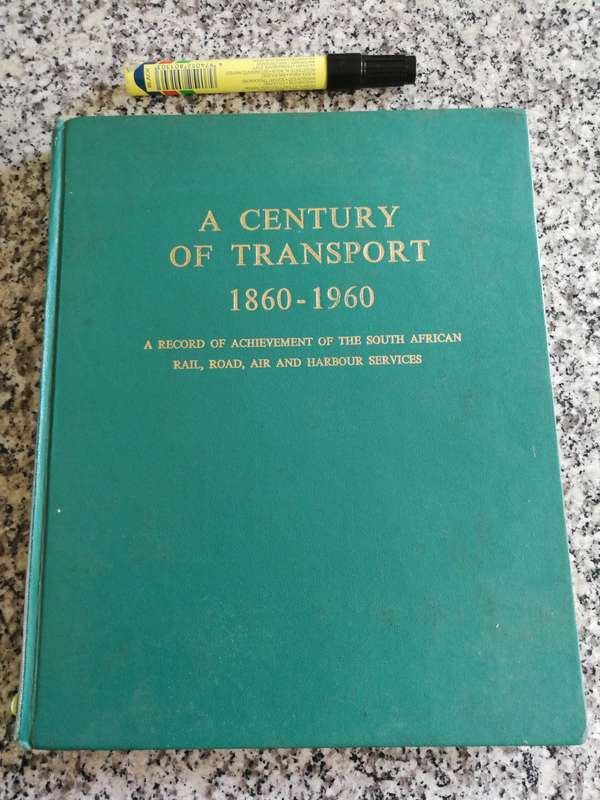 A CENTURY
OF TRANSPORT
1860-1960
A RECORD OF ACHIEVEMENT OF THE SOUTH AFRICAN
RAIL, ROAD, AIR AND HARBOUR SERVICES